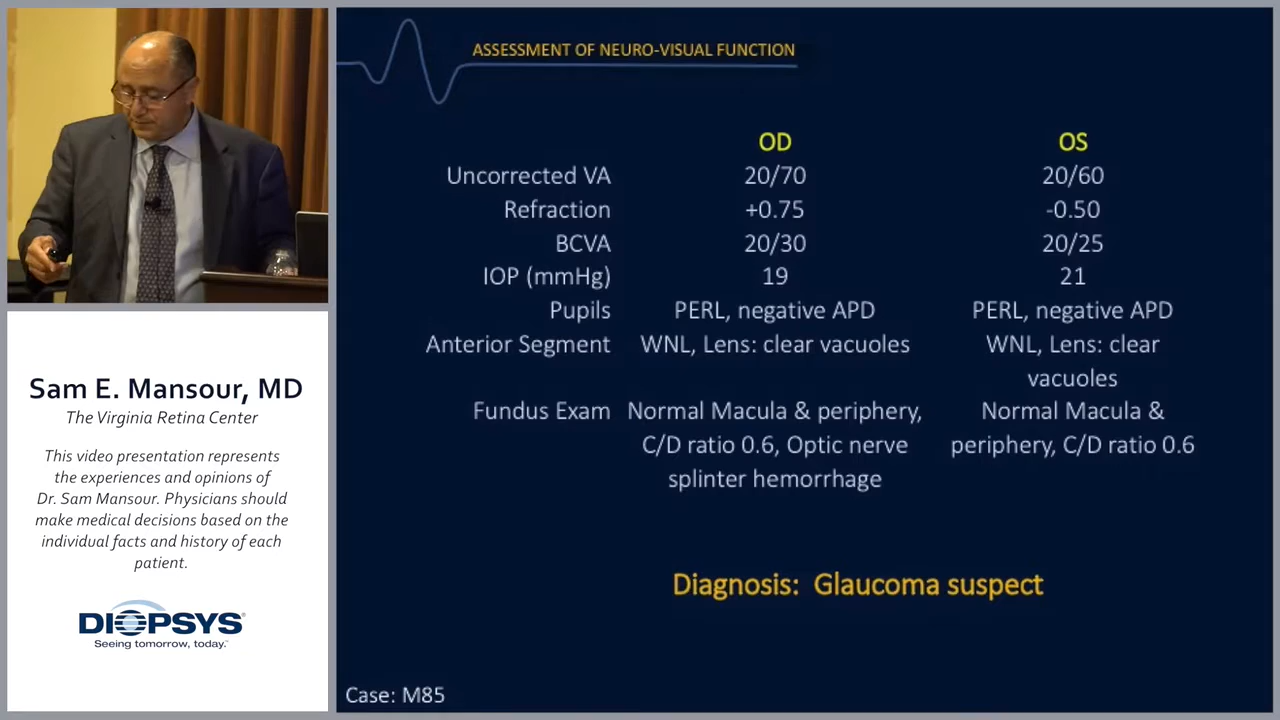 ASSESSMENT OF NEURO-VISUAL FUNCTION
OD OS
Uncorrected VA 20/70 20/60
Refraction +0.75 -0.50
BCVA 20/30 20/25
IOP (mmHg) 19 21
Pupils PERL, negative APD PERL, negative APD
Anterior Segment WNL, Lens: clear vacuoles WNL, Lens: clear
vacuoles
Fundus Exam Normal Macula & periphery, Normal Macula &
C/D ratio 0.6, Optic nerve periphery, C/D ratio 0.6
splinter hemorrhage
Diagnosis: Glaucoma suspect
Case: M85
Sam E. Mansour, MD
The Virginia Retina Center
This video presentation represents
the experiences and opinions of
Dr. Sam Mansour. Physicians should
make medical decisions based on the
individual facts and history of each
patient.
DIOPSYS®
Seeing tomorrow, today.™